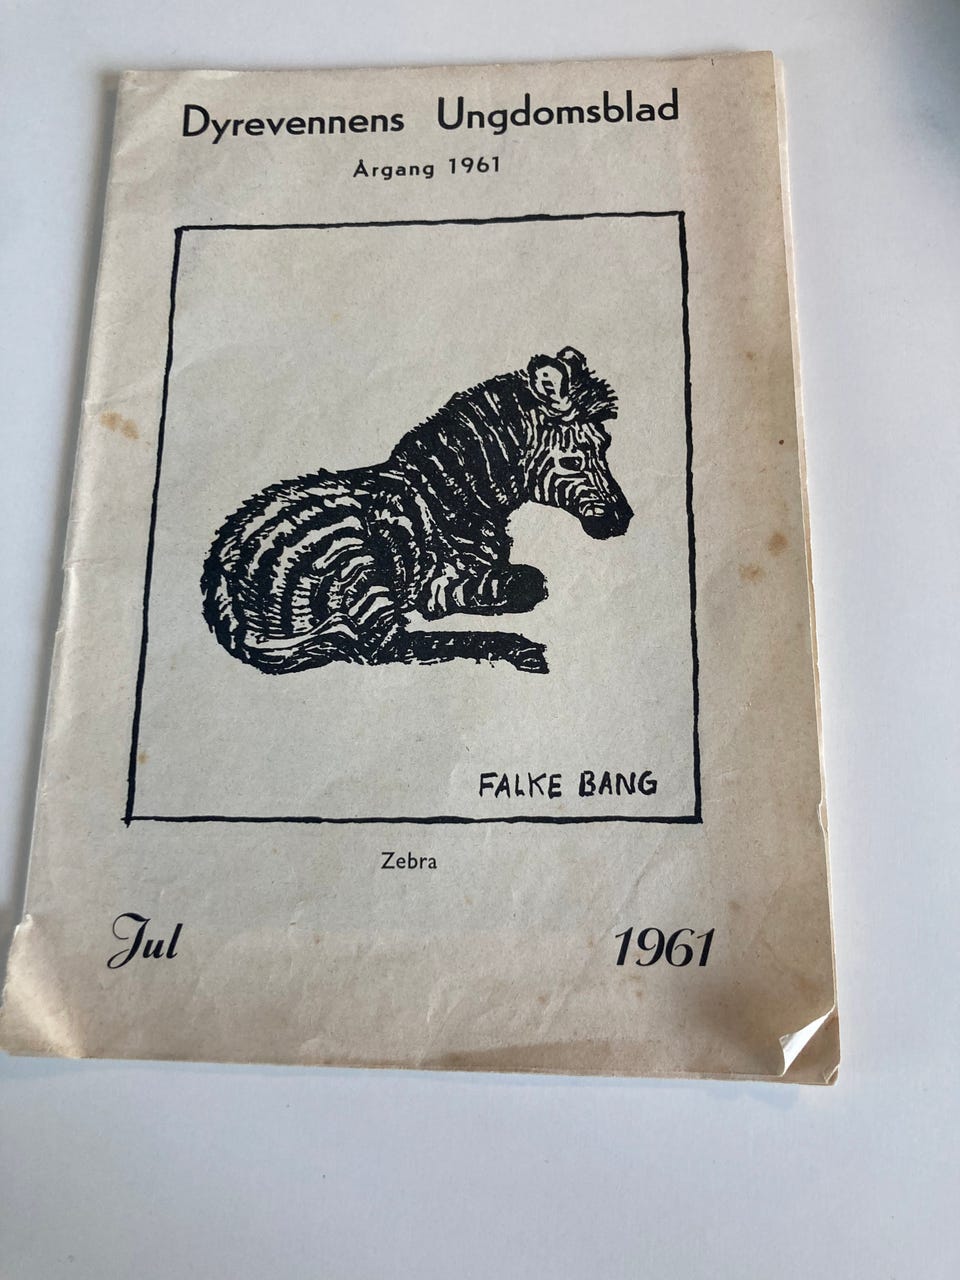 Dyrevennens Ungdomsblad
Årgang 1961
FALKE BANG
Zebra
Jul 1961